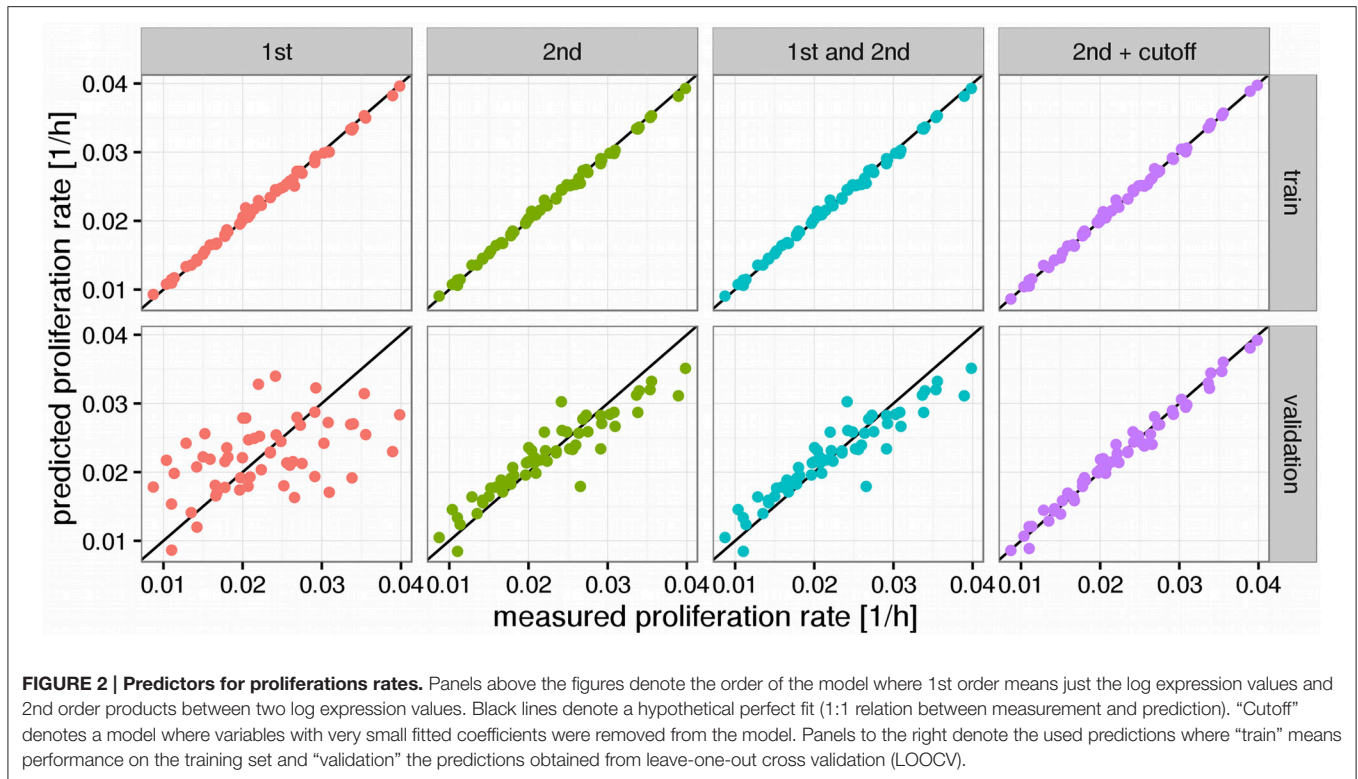 1st
2nd
1st and 2nd
2nd + cutoff
predicted proliferation rate [1/h]
0.04
0.03
0.02
0.01
train
0.04
0.03
0.02
0.01
validation
0.01 0.02 0.03 0.04 0.01 0.02 0.03 0.04 0.01 0.02 0.03 0.04 0.01 0.02 0.03 0.04
measured proliferation rate [1/h]
FIGURE 2 | Predictors for proliferations rates. Panels above the figures denote the order of the model where 1st order means just the log expression values and
2nd order products between two log expression values. Black lines denote a hypothetical perfect fit (1:1 relation between measurement and prediction). “Cutoff”
denotes a model where variables with very small fitted coefficients were removed from the model. Panels to the right denote the used predictions where “train” means
performance on the training set and “validation” the predictions obtained from leave-one-out cross validation (LOOCV).